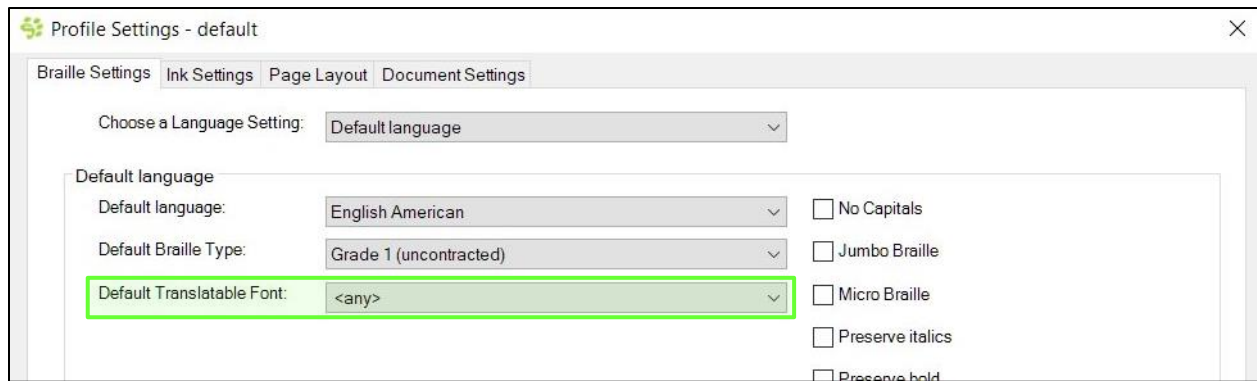 Profile Settings - default
Braille Settings Ink Settings Page Layout Document Settings
Choose a Language Setting: Default language
Default language
Default language: English American No Capitals
Default Braille Type: Grade 1 (uncontracted) Jumbo Braille
Default Translatable Font: <any> Micro Braille
Preserve italics
Preserve bold